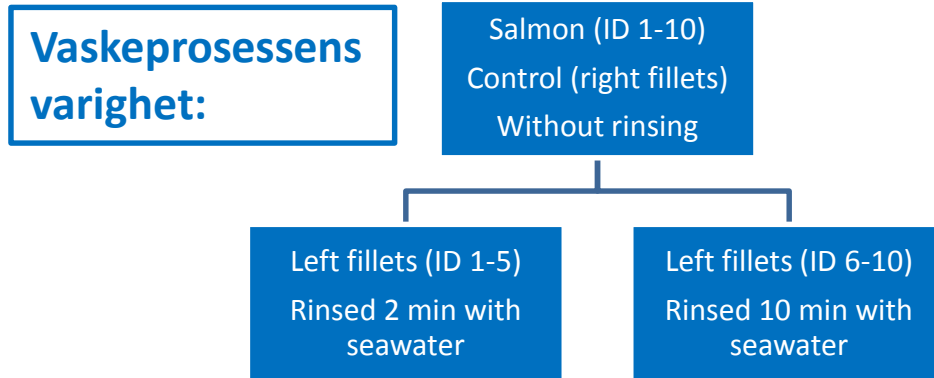 Vaskeprosessens
varighet:
Salmon (ID 1-10)
Control (right fillets)
Without rinsing
Left fillets (ID 1-5)
Rinsed 2 min with
seawater
Left fillets (ID 6-10)
Rinsed 10 min with
seawater